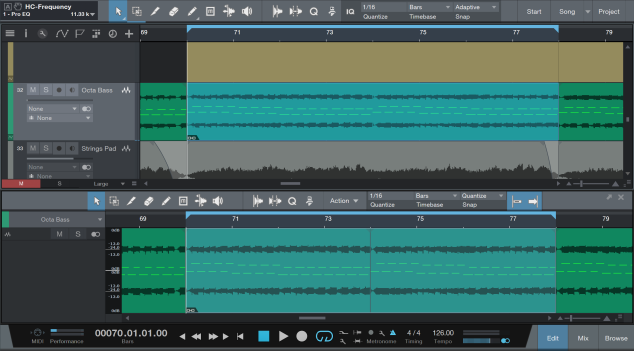 HC-Frequency
1 - Pro EQ 11.33 k
IQ
1/16 Bars Adaptive
Quantize Timebase Snap
Start Song Project
69 71 73 75 77 79
32 M S Octa Bass
None
None
33 M S Strings Pad
None
None
M S Large
Action
1/16 Bars Quantize
Quantize Timebase Snap
Octa Bass
69 71 73 75 77 79
M S
MIDI Performance
00070.01.01.00
Bars
Metronome
4 / 4
Timing
126.00
Tempo
Edit Mix Browse